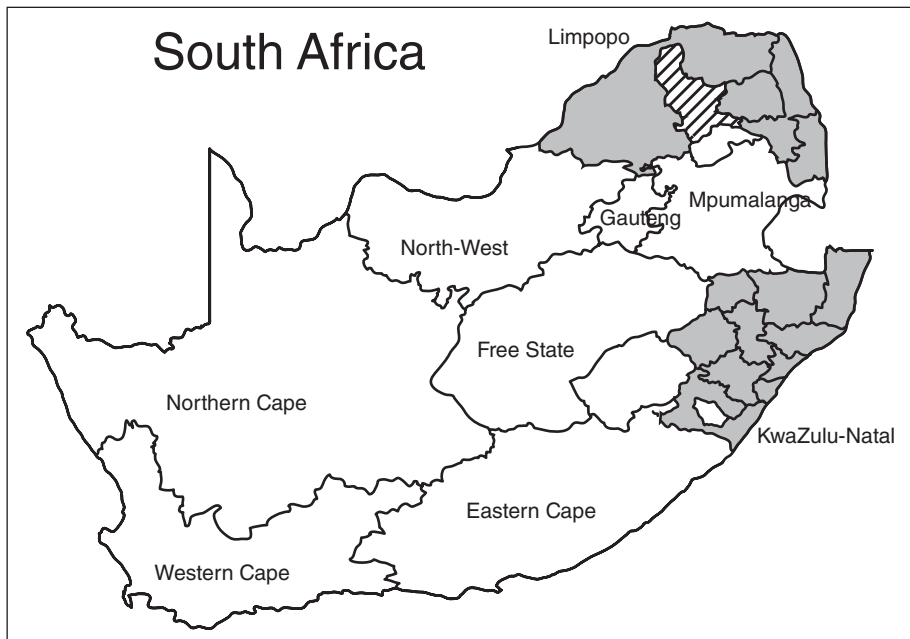 South Africa
Limpopo
Mpumalanga
Gauteng
North-West
Free State
Northern Cape
KwaZulu-Natal
Eastern Cape
Western Cape